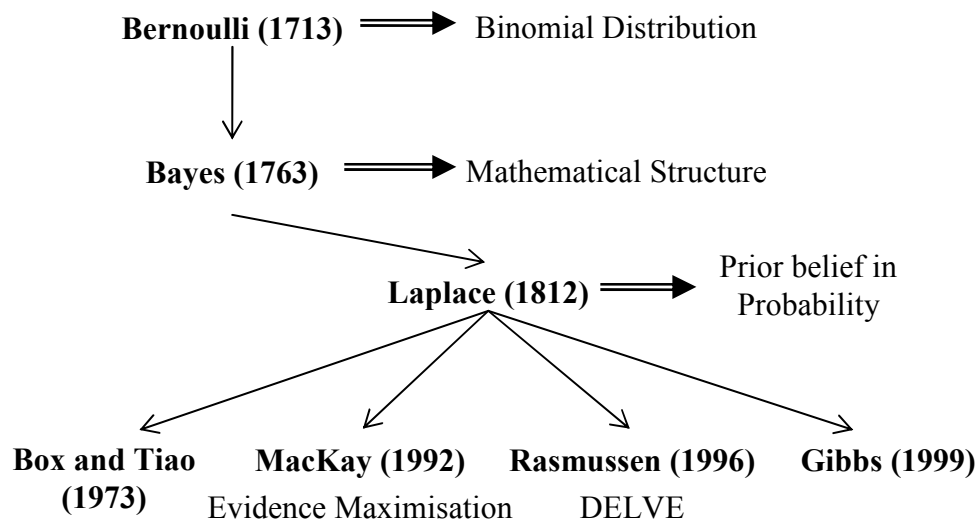 Bernoulli (1713) Binomial Distribution
Bayes (1763) Mathematical Structure
Laplace (1812) Prior belief in
Probability
Box and Tiao MacKay (1992) Rasmussen (1996) Gibbs (1999)
(1973) Evidence Maximisation DELVE